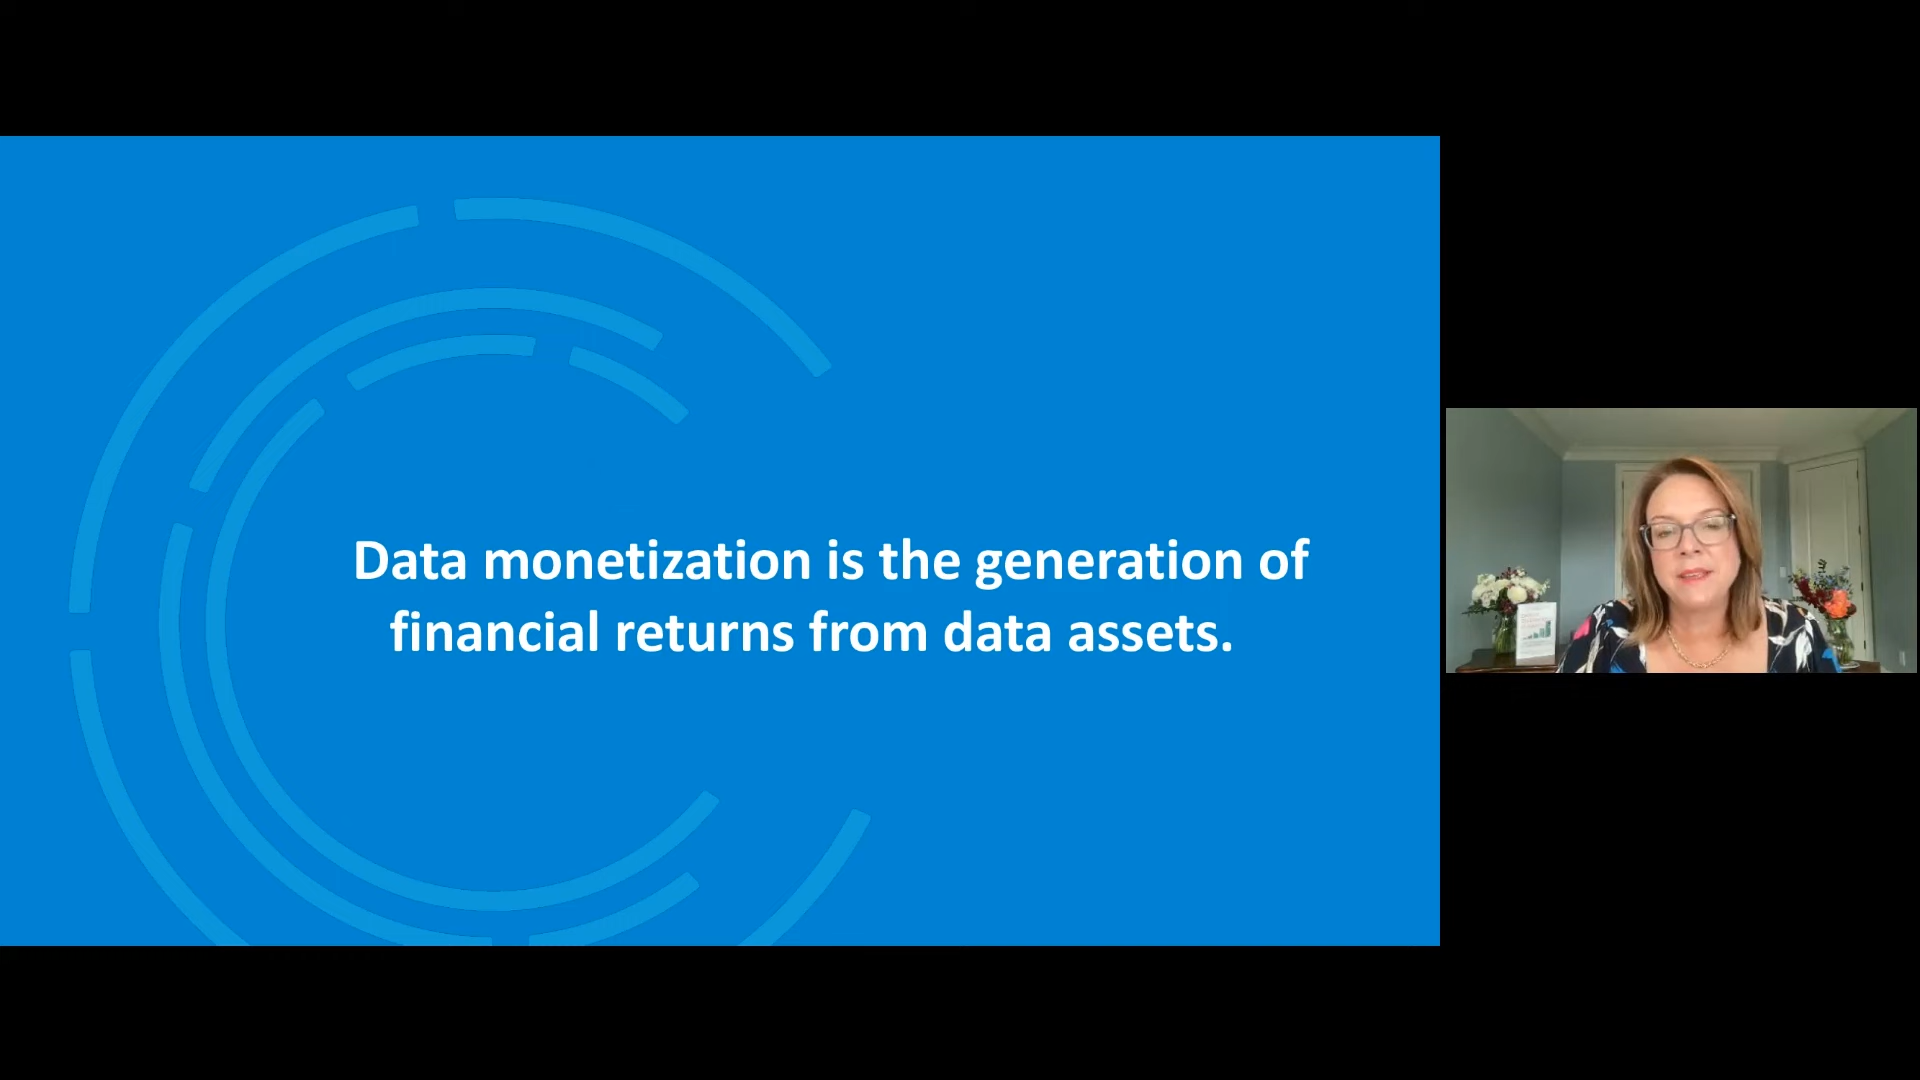 Data monetization is the generation of
financial returns from data assets.